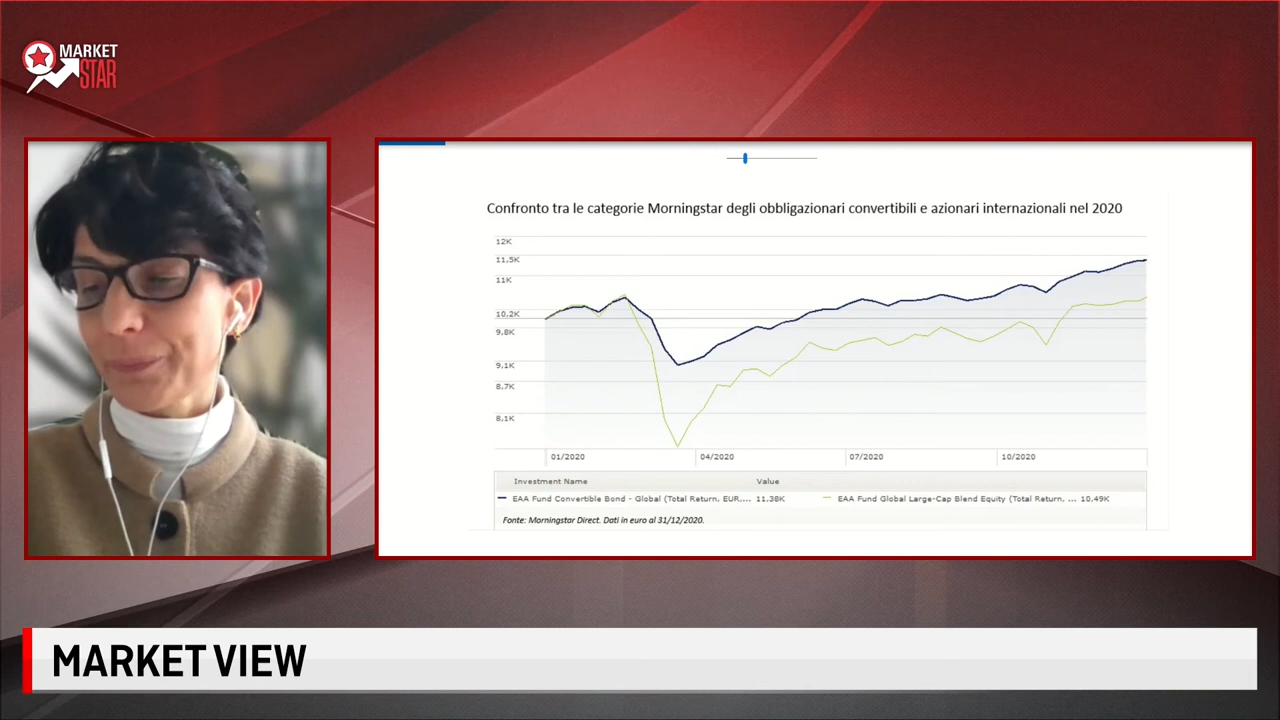 MARKET
STAR
Confronto tra le categorie Morningstar degli obbligazionari convertibili e azionari internazionali nel 2020
12K
11,5K
11K
10,2K
9,8K
9,1K
8,7K
8,1K
01/2020
04/2020
07/2020
10/2020
Investment Name Value
EAA Fund Convertible Bond - Global (Total Return, EUR,... 11.38K EAA Fund Global Large-Cap Blend Equity (Total Return, ... 10.49K
Fonte: Morningstar Direct. Dati in euro al 31/12/2020.
MARKET VIEW